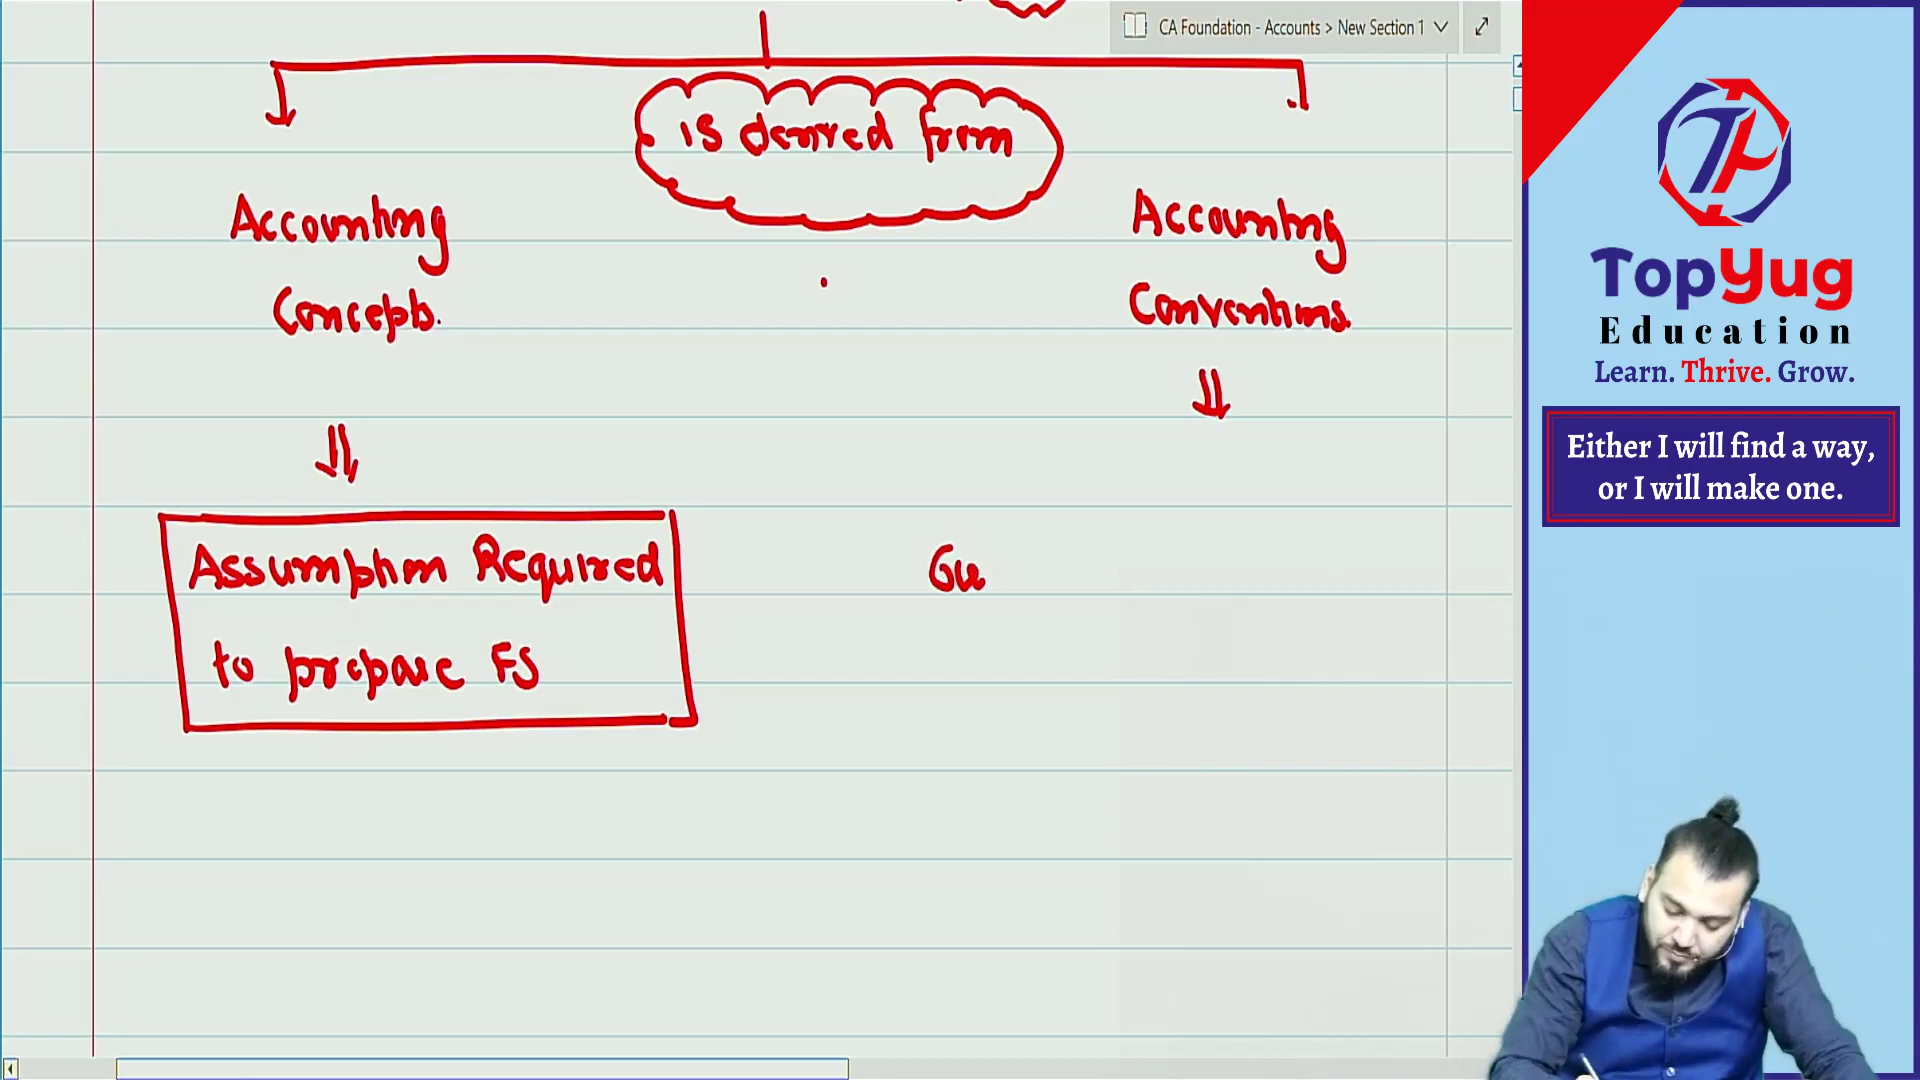 CA Foundation - Accounts > New Section 1
is derived from
Accounting
Concepts.
Accounting
Conventions.
Assumption Required
to prepare FS
Gu
TopYug
Education
Learn. Thrive. Grow.
Either I will find a way,
or I will make one.